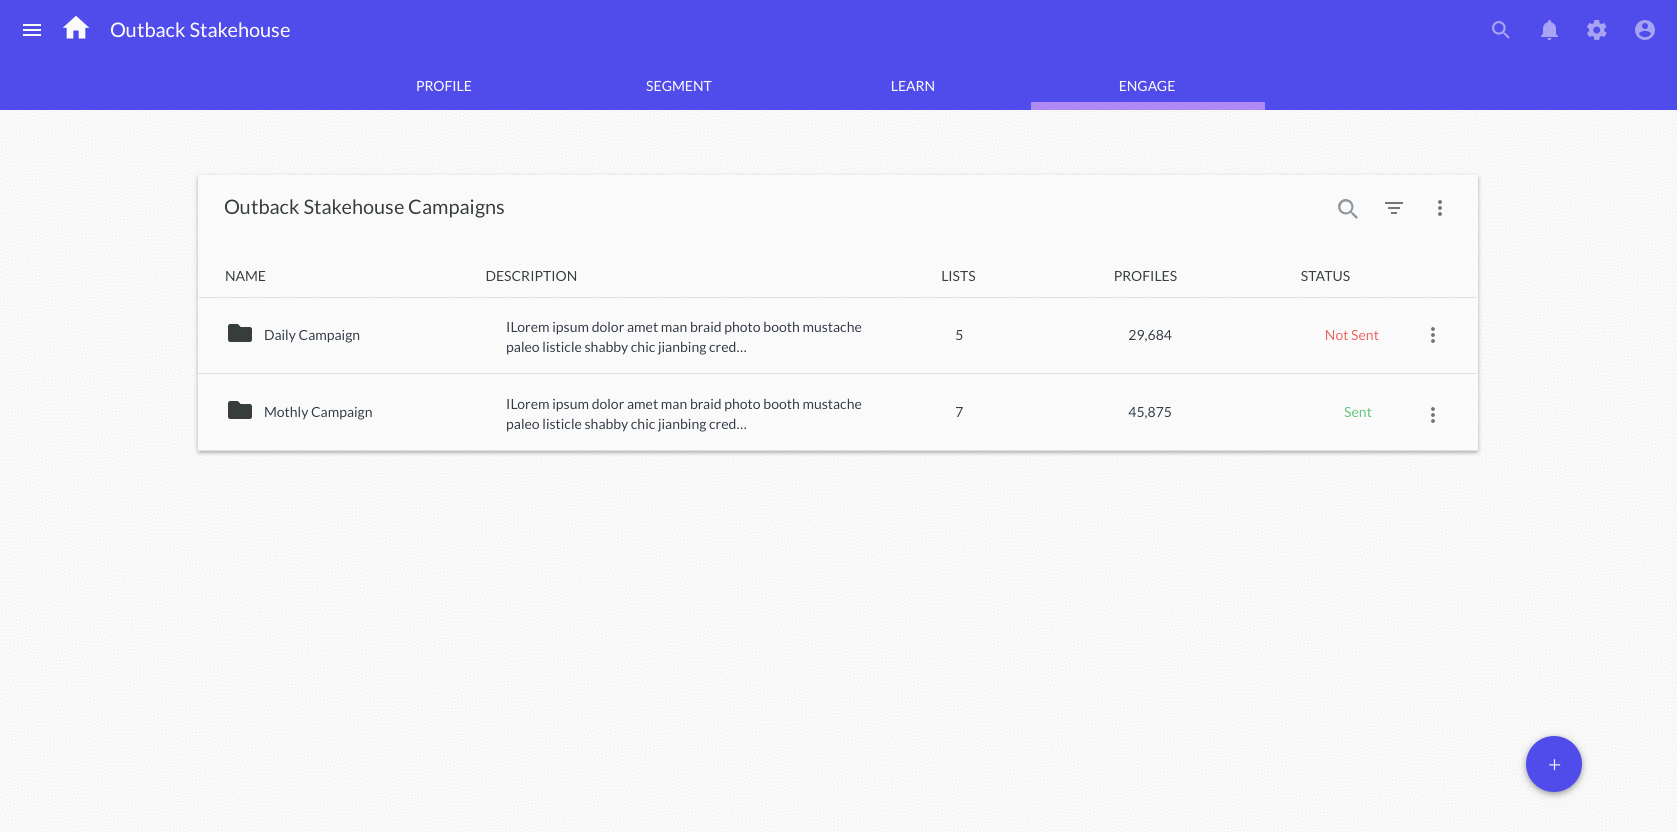 Outback Stakehouse
PROFILE
SEGMENT
LEARN
ENGAGE
Outback Stakehouse Campaigns
NAME
DESCRIPTION
LISTS
PROFILES
STATUS
Daily Campaign
ILorem ipsum dolor amet man braid photo booth mustache
paleo listicle shabby chic jianbing cred...
5
29,684
Not Sent
Mothly Campaign
ILorem ipsum dolor amet man braid photo booth mustache
paleo listicle shabby chic jianbing cred...
7
45,875
Sent
+